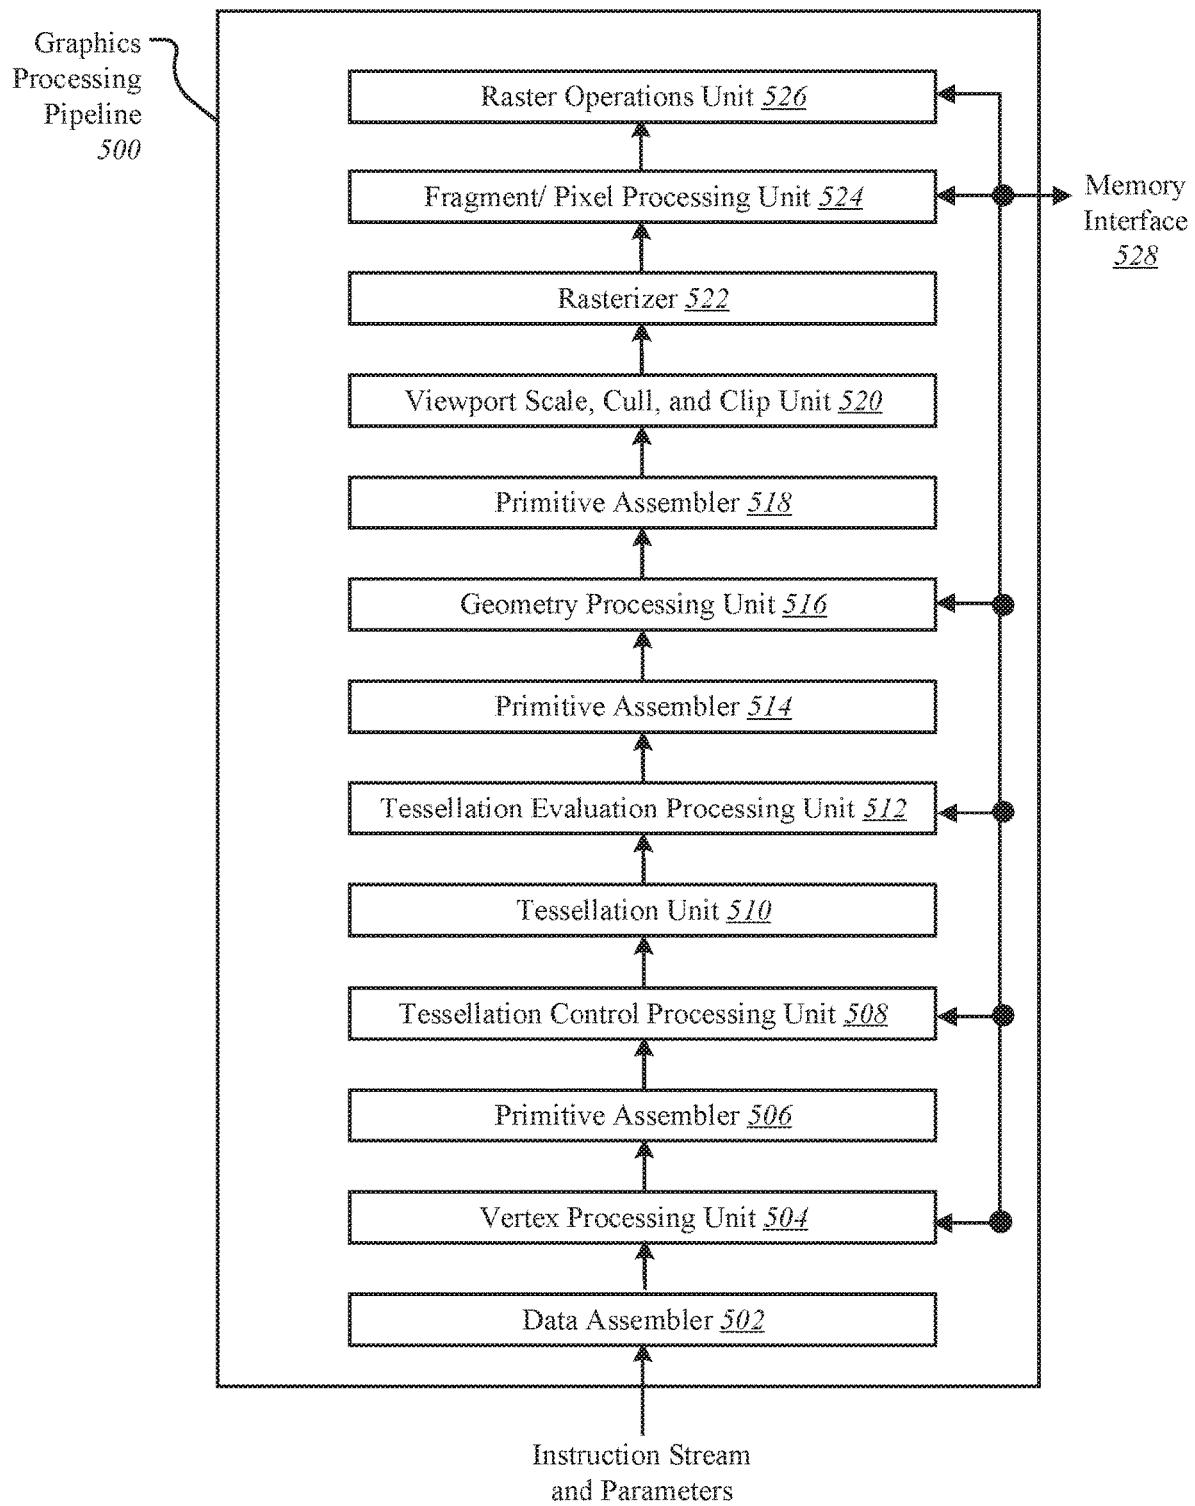 Graphics
Processing
Pipeline
500
Raster Operations Unit 526
Fragment/ Pixel Processing Unit 524
Memory
Interface
528
Rasterizer 522
Viewport Scale, Cull, and Clip Unit 520
Primitive Assembler 518
Geometry Processing Unit 516
Primitive Assembler 514
Tessellation Evaluation Processing Unit 512
Tessellation Unit 510
Tessellation Control Processing Unit 508
Primitive Assembler 506
Vertex Processing Unit 504
Data Assembler 502
Instruction Stream
and Parameters